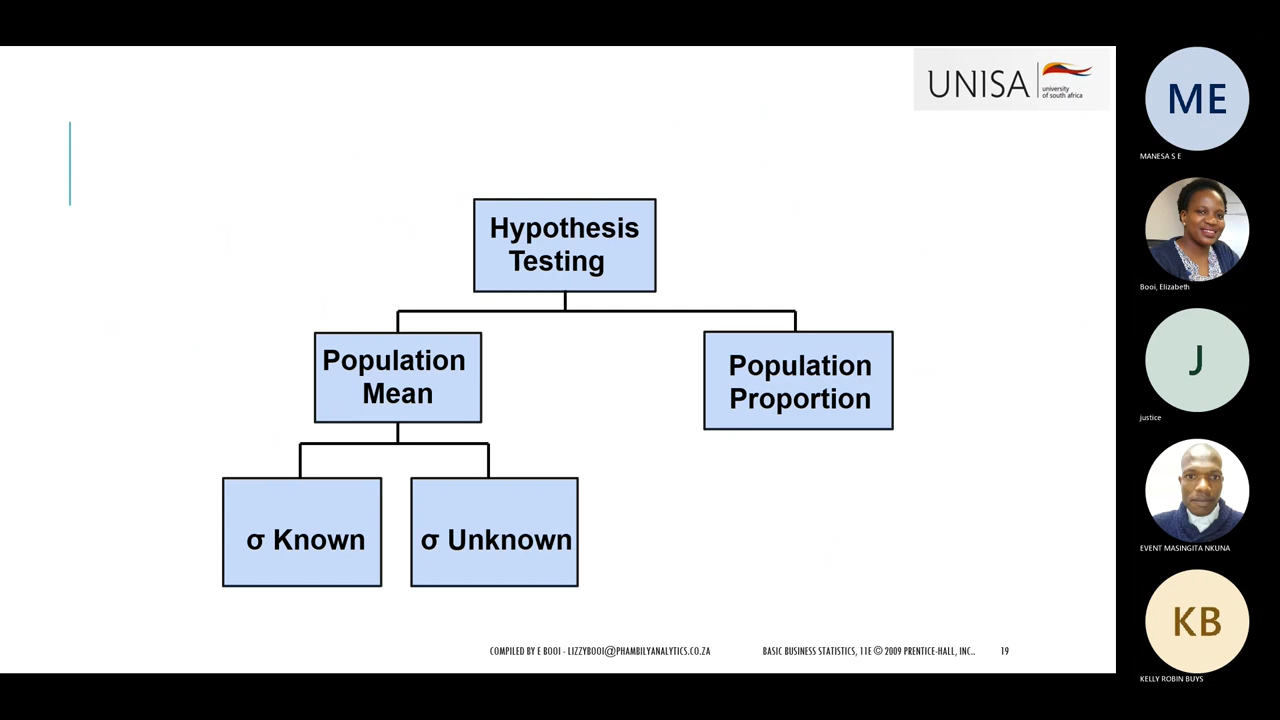 UNISA
university
of south africa
Hypothesis
Testing
Population
Mean
Population
Proportion
σ Known
σ Unknown
COMPILED BY E BOOI - LIZZYBOOI@PHAMBILYANALYTICS.CO.ZA
BASIC BUSINESS STATISTICS, 11E © 2009 PRENTICE-HALL, INC..
19
ME
MANESA S E
Booi, Elizabeth
J
justice
EVENT MASINGITA NKUNA
KB
KELLY ROBIN BUYS